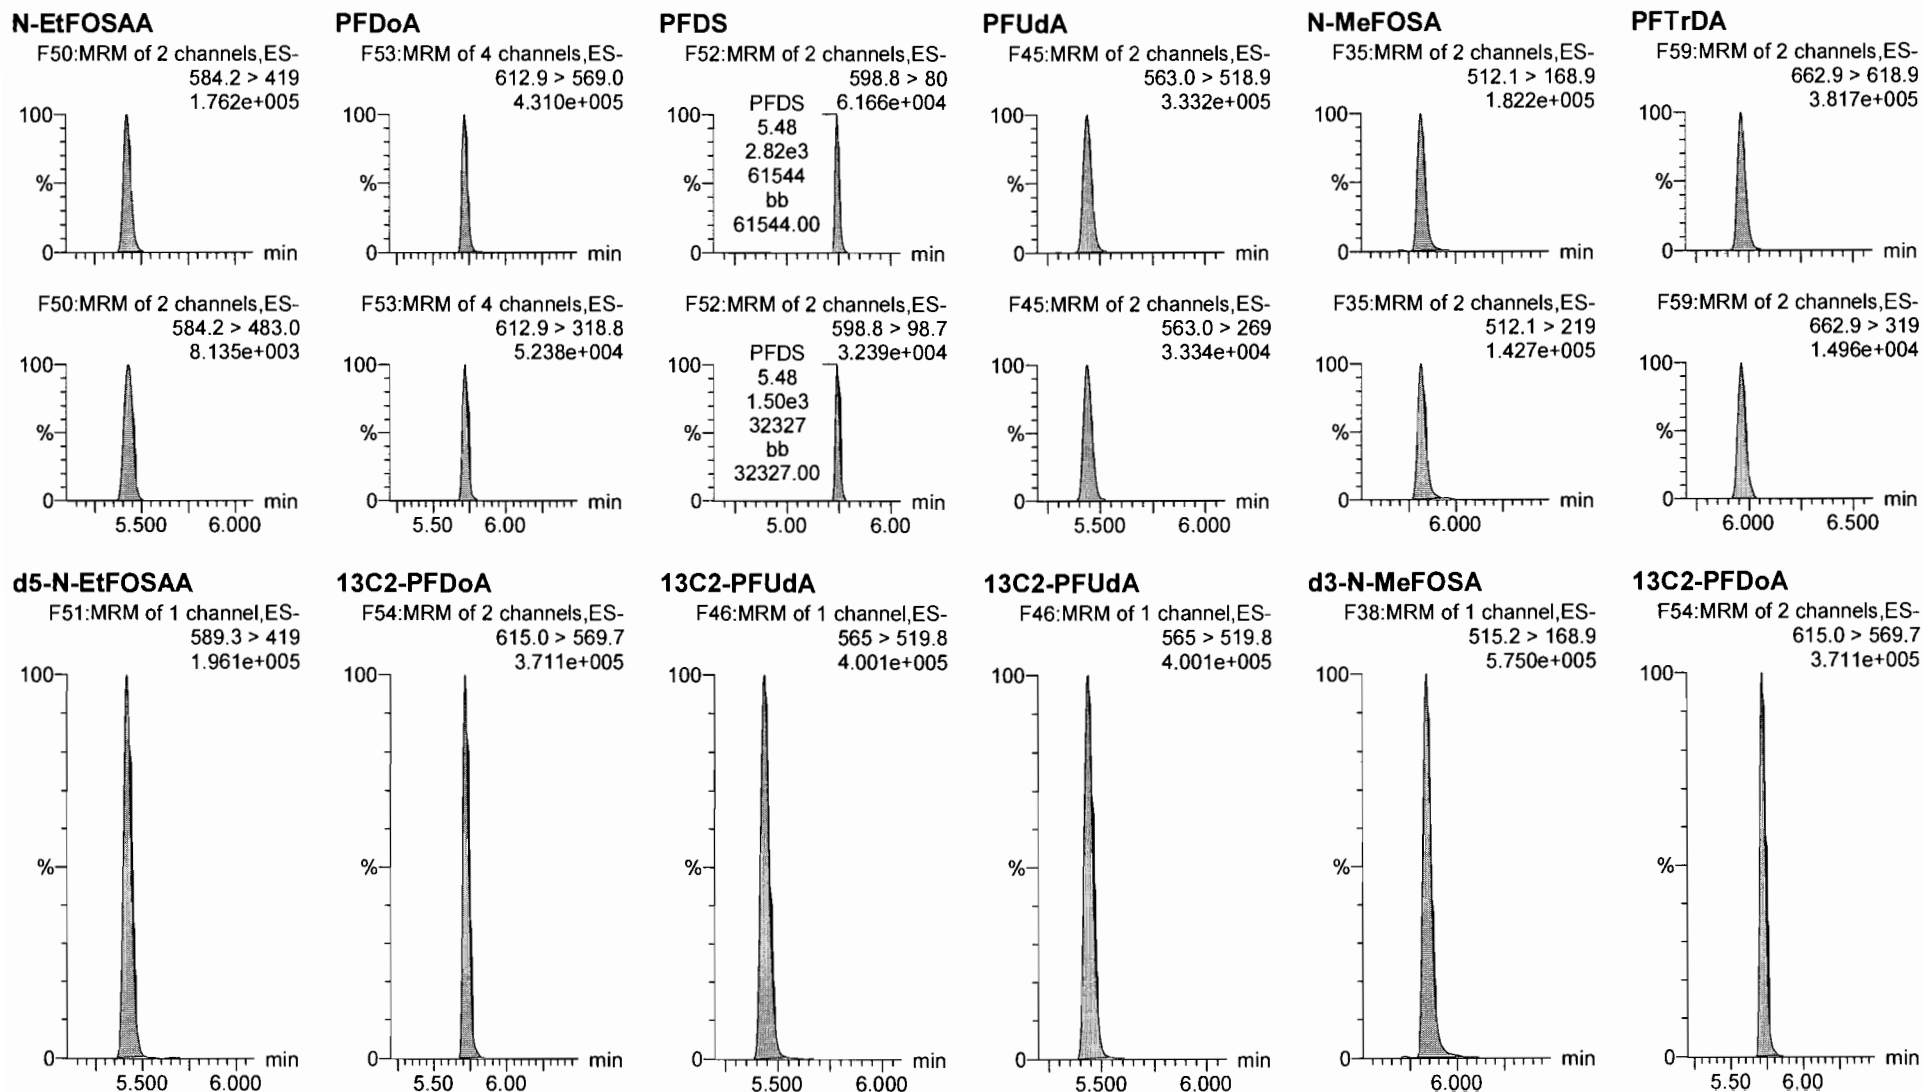 N-EtFOSAA
F50:MRM of 2 channels,ES-
584.2 > 419
1.762e+005
100
%
0
min
F50:MRM of 2 channels,ES-
584.2 > 483.0
8.135e+003
100
%
0
min
5.500 6.000
PFDoA
F53:MRM of 4 channels,ES-
612.9 > 569.0
4.310e+005
100
%
0
min
F53:MRM of 4 channels,ES-
612.9 > 318.8
5.238e+004
100
%
0
min
5.50 6.00
PFDS
F52:MRM of 2 channels,ES-
598.8 > 80
6.166e+004
PFDS
5.48
2.82e3
61544
bb
61544.00
100
%
0
min
F52:MRM of 2 channels,ES-
598.8 > 98.7
3.239e+004
PFDS
5.48
1.50e3
32327
bb
32327.00
100
%
0
min
5.00 6.00
PFUdA
F45:MRM of 2 channels,ES-
563.0 > 518.9
3.332e+005
100
%
0
min
F45:MRM of 2 channels,ES-
563.0 > 269
3.334e+004
100
%
0
min
5.500 6.000
N-MeFOSA
F35:MRM of 2 channels,ES-
512.1 > 168.9
1.822e+005
100
%
0
min
F35:MRM of 2 channels,ES-
512.1 > 219
1.427e+005
100
%
0
min
6.000
PFTrDA
F59:MRM of 2 channels,ES-
662.9 > 618.9
3.817e+005
100
%
0
min
F59:MRM of 2 channels,ES-
662.9 > 319
1.496e+004
100
%
0
min
6.000 6.500
d5-N-EtFOSAA
F51:MRM of 1 channel,ES-
589.3 > 419
1.961e+005
100
%
0
min
5.500 6.000
13C2-PFDoA
F54:MRM of 2 channels,ES-
615.0 > 569.7
3.711e+005
100
%
0
min
5.50 6.00
13C2-PFUdA
F46:MRM of 1 channel,ES-
565 > 519.8
4.001e+005
100
%
0
min
5.500 6.000
13C2-PFUdA
F46:MRM of 1 channel,ES-
565 > 519.8
4.001e+005
100
%
0
min
5.500 6.000
d3-N-MeFOSA
F38:MRM of 1 channel,ES-
515.2 > 168.9
5.750e+005
100
%
0
min
6.000
13C2-PFDoA
F54:MRM of 2 channels,ES-
615.0 > 569.7
3.711e+005
100
%
0
min
5.50 6.00